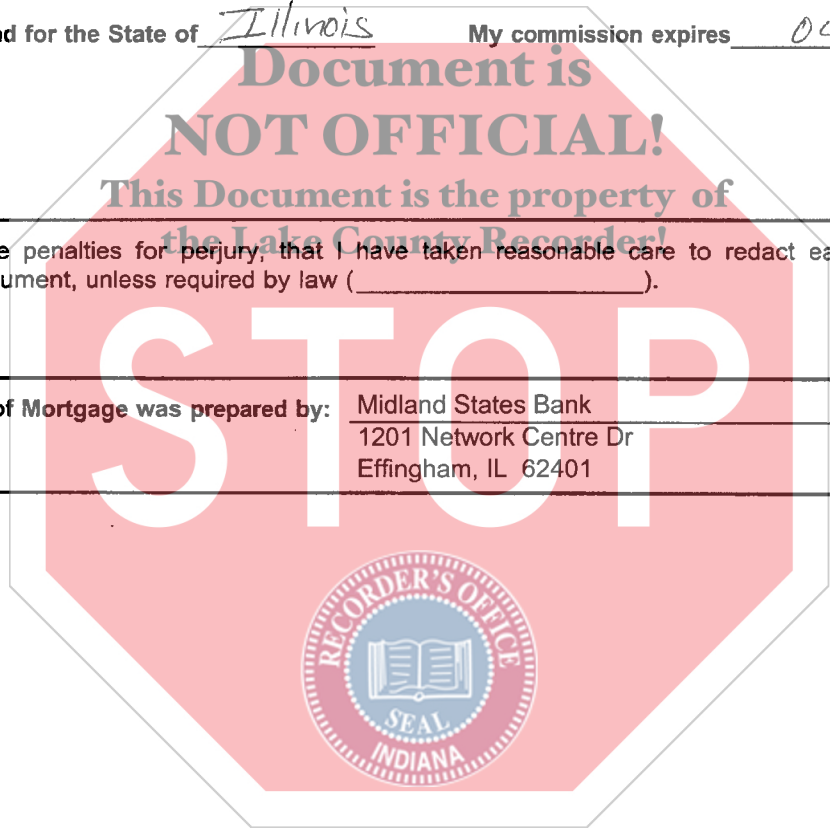 nd for the State of Illinois My commission expires
Document is
NOT OFFICIAL!
This Document is the property of
the Lake County Recorder!
e penalties for perjury, that I have taken reasonable care to redact ea
ument, unless required by law (____________________).
STOP
of Mortgage was prepared by: Midland States Bank
1201 Network Centre Dr
Effingham, IL 62401
RECORDER'S OFFICE
SEAL
INDIANA